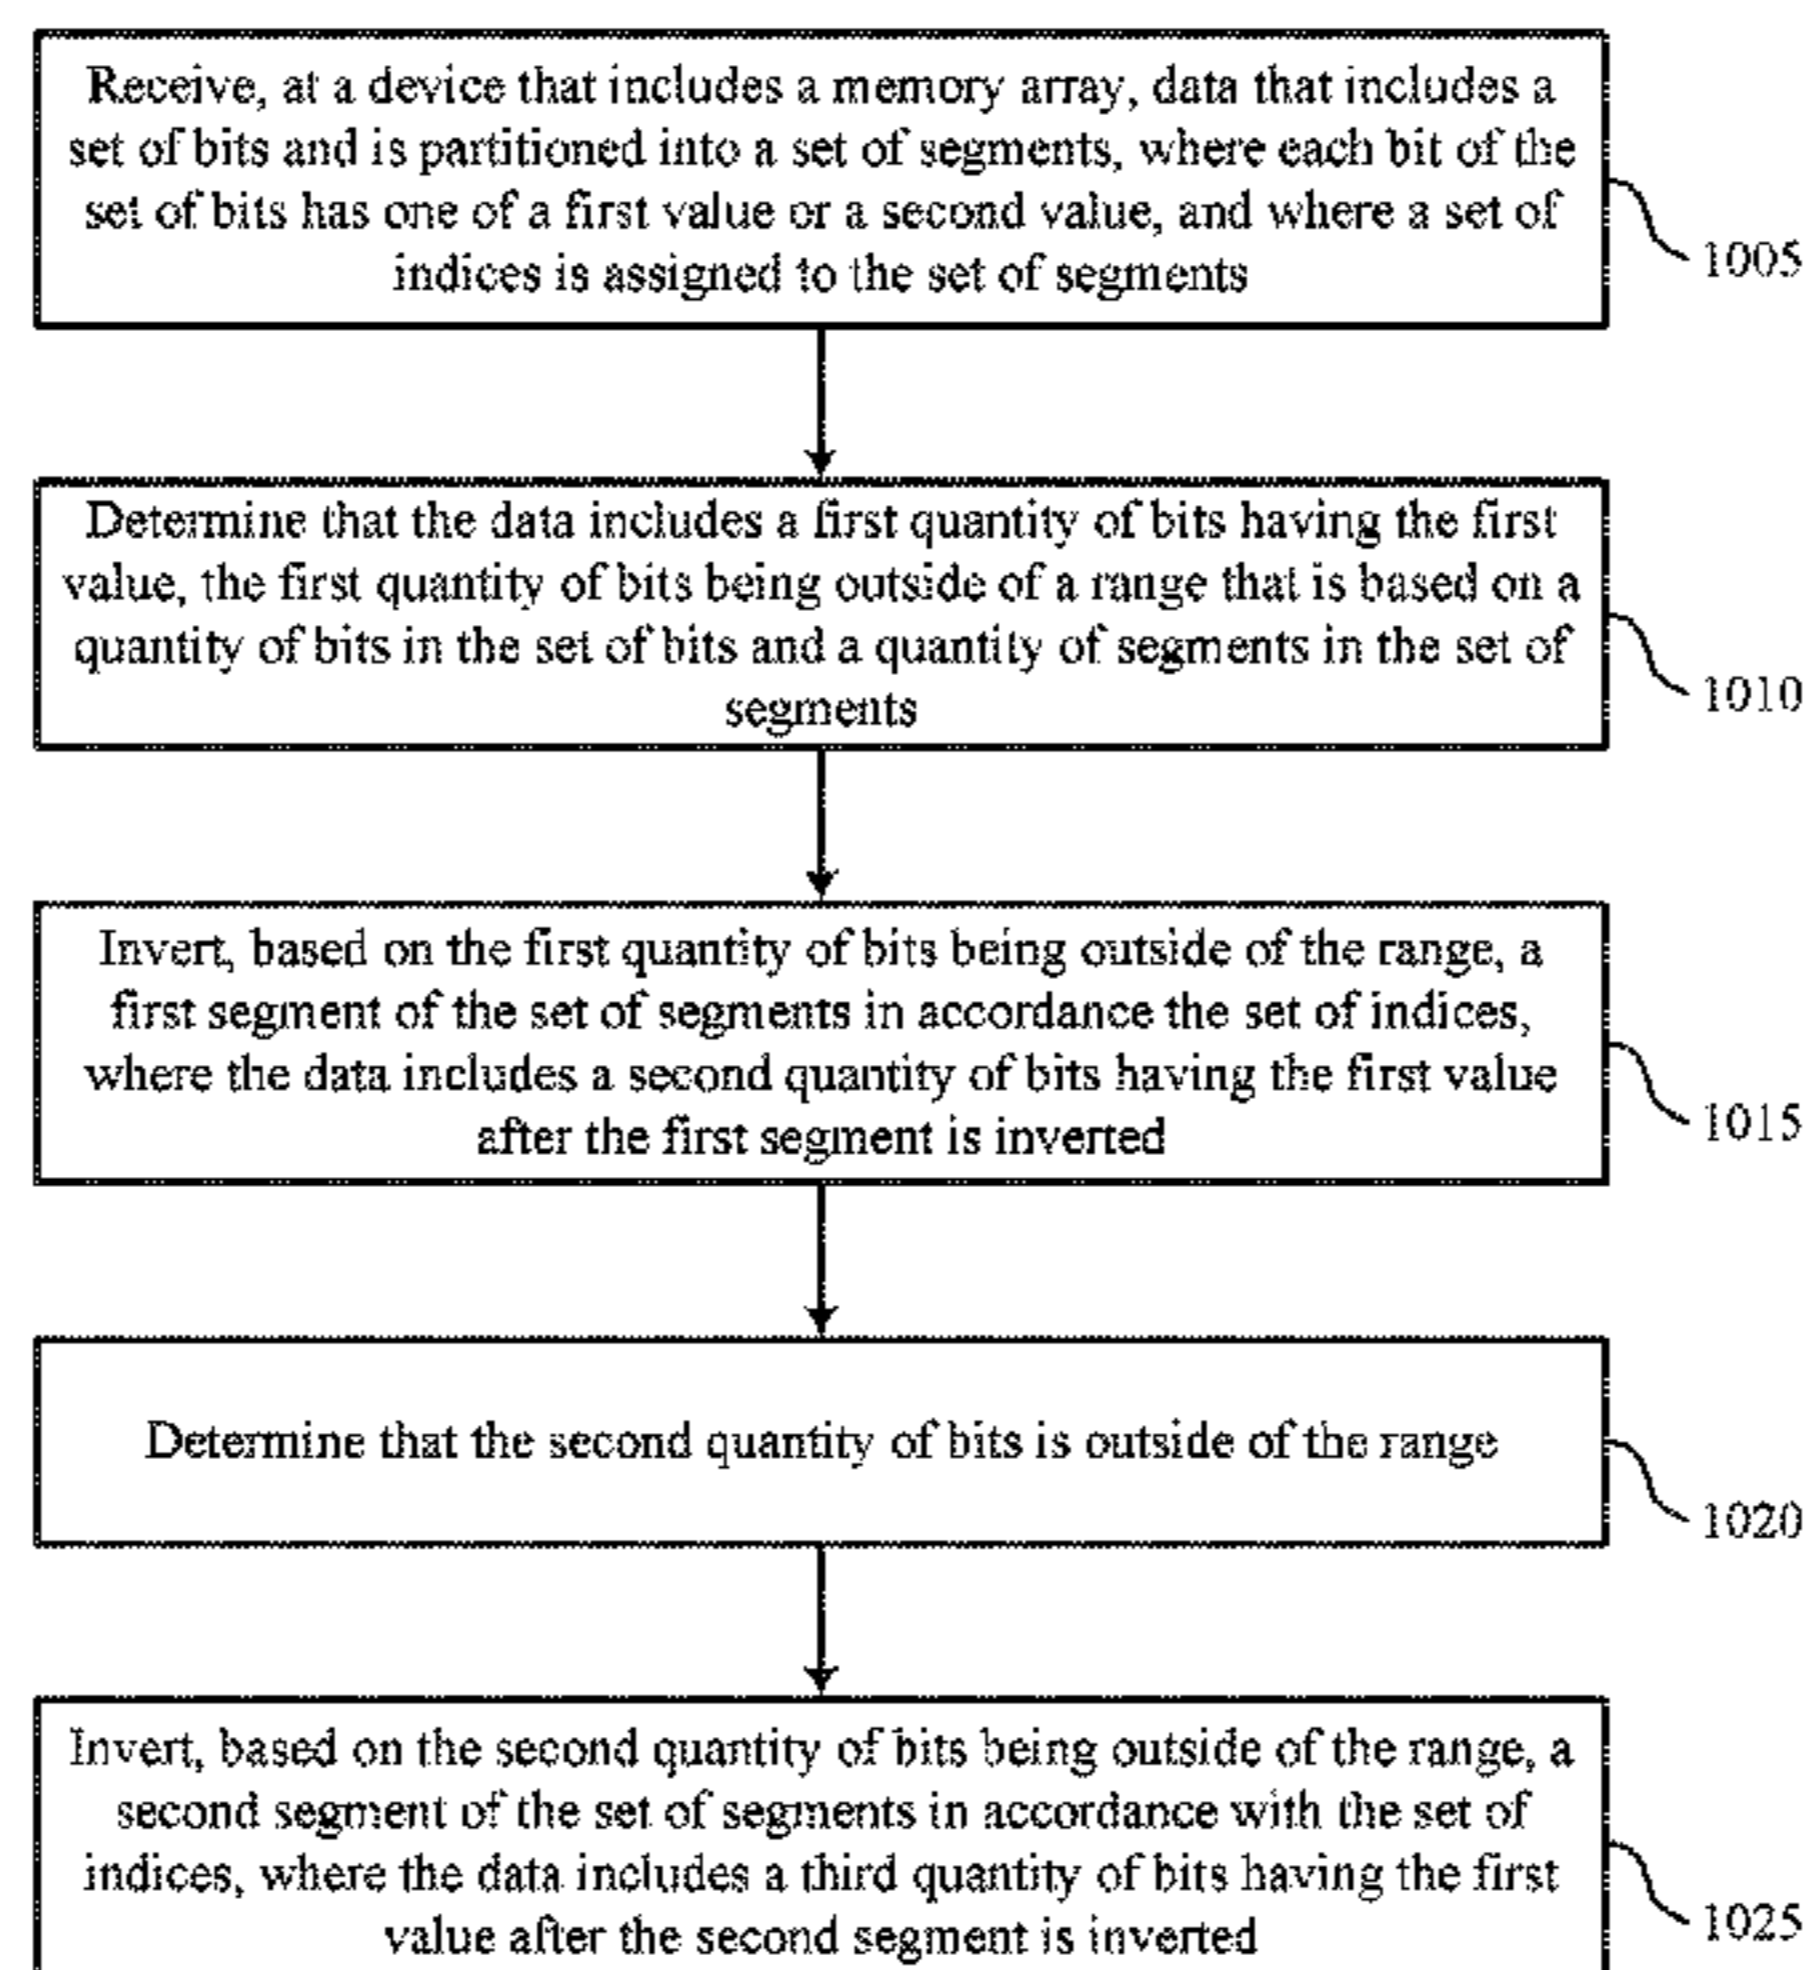 Receive, at a device that includes a memory array, data that includes a
set of bits and is partitioned into a set of segments, where each bit of the
set of bits has one of a first value or a second value, and where a set of
indices is assigned to the set of segments
1005
Determine that the data includes a first quantity of bits having the first
value, the first quantity of bits being outside of a range that is based on a
quantity of bits in the set of bits and a quantity of segments in the set of
segments
1010
Invert, based on the first quantity of bits being outside of the range, a
first segment of the set of segments in accordance the set of indices,
where the data includes a second quantity of bits having the first value
after the first segment is inverted
1015
Determine that the second quantity of bits is outside of the range
1020
Invert, based on the second quantity of bits being outside of the range, a
second segment of the set of segments in accordance with the set of
indices, where the data includes a third quantity of bits having the first
value after the second segment is inverted
1025